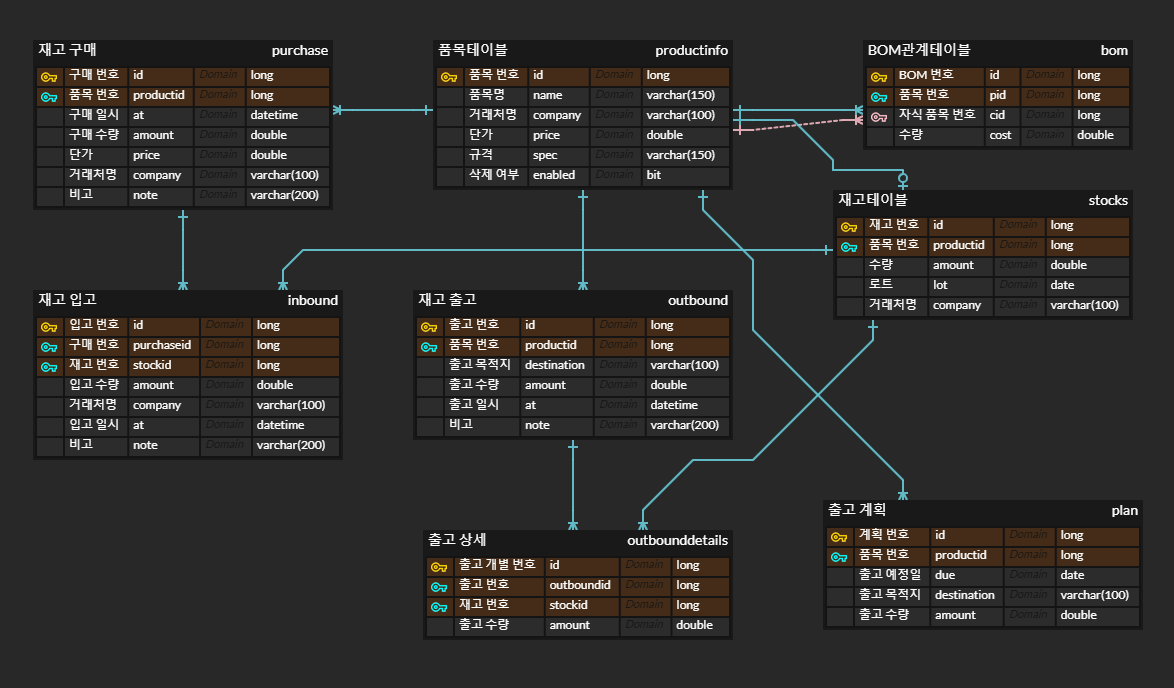 재고 구매 purchase
구매 번호 id Domain long
품목 번호 productid Domain long
구매 일시 at Domain datetime
구매 수량 amount Domain double
단가 price Domain double
거래처명 company Domain varchar(100)
비고 note Domain varchar(200)
품목테이블 productinfo
품목 번호 id Domain long
품목명 name Domain varchar(150)
거래처명 company Domain varchar(100)
단가 price Domain double
규격 spec Domain varchar(150)
삭제 여부 enabled Domain bit
BOM관계테이블 bom
BOM 번호 id Domain long
품목 번호 pid Domain long
자식 품목 번호 cid Domain long
수량 cost Domain double
재고테이블 stocks
재고 번호 id Domain long
품목 번호 productid Domain long
수량 amount Domain double
로트 lot Domain date
거래처명 company Domain varchar(100)
재고 입고 inbound
입고 번호 id Domain long
구매 번호 purchaseid Domain long
재고 번호 stockid Domain long
입고 수량 amount Domain double
거래처명 company Domain varchar(100)
입고 일시 at Domain datetime
비고 note Domain varchar(200)
재고 출고 outbound
출고 번호 id Domain long
품목 번호 productid Domain long
출고 목적지 destination Domain varchar(100)
출고 수량 amount Domain double
출고 일시 at Domain datetime
비고 note Domain varchar(200)
출고 상세 outbounddetails
출고 개별 번호 id Domain long
출고 번호 outboundid Domain long
재고 번호 stockid Domain long
출고 수량 amount Domain double
출고 계획 plan
계획 번호 id Domain long
품목 번호 productid Domain long
출고 예정일 due Domain date
출고 목적지 destination Domain varchar(100)
출고 수량 amount Domain double